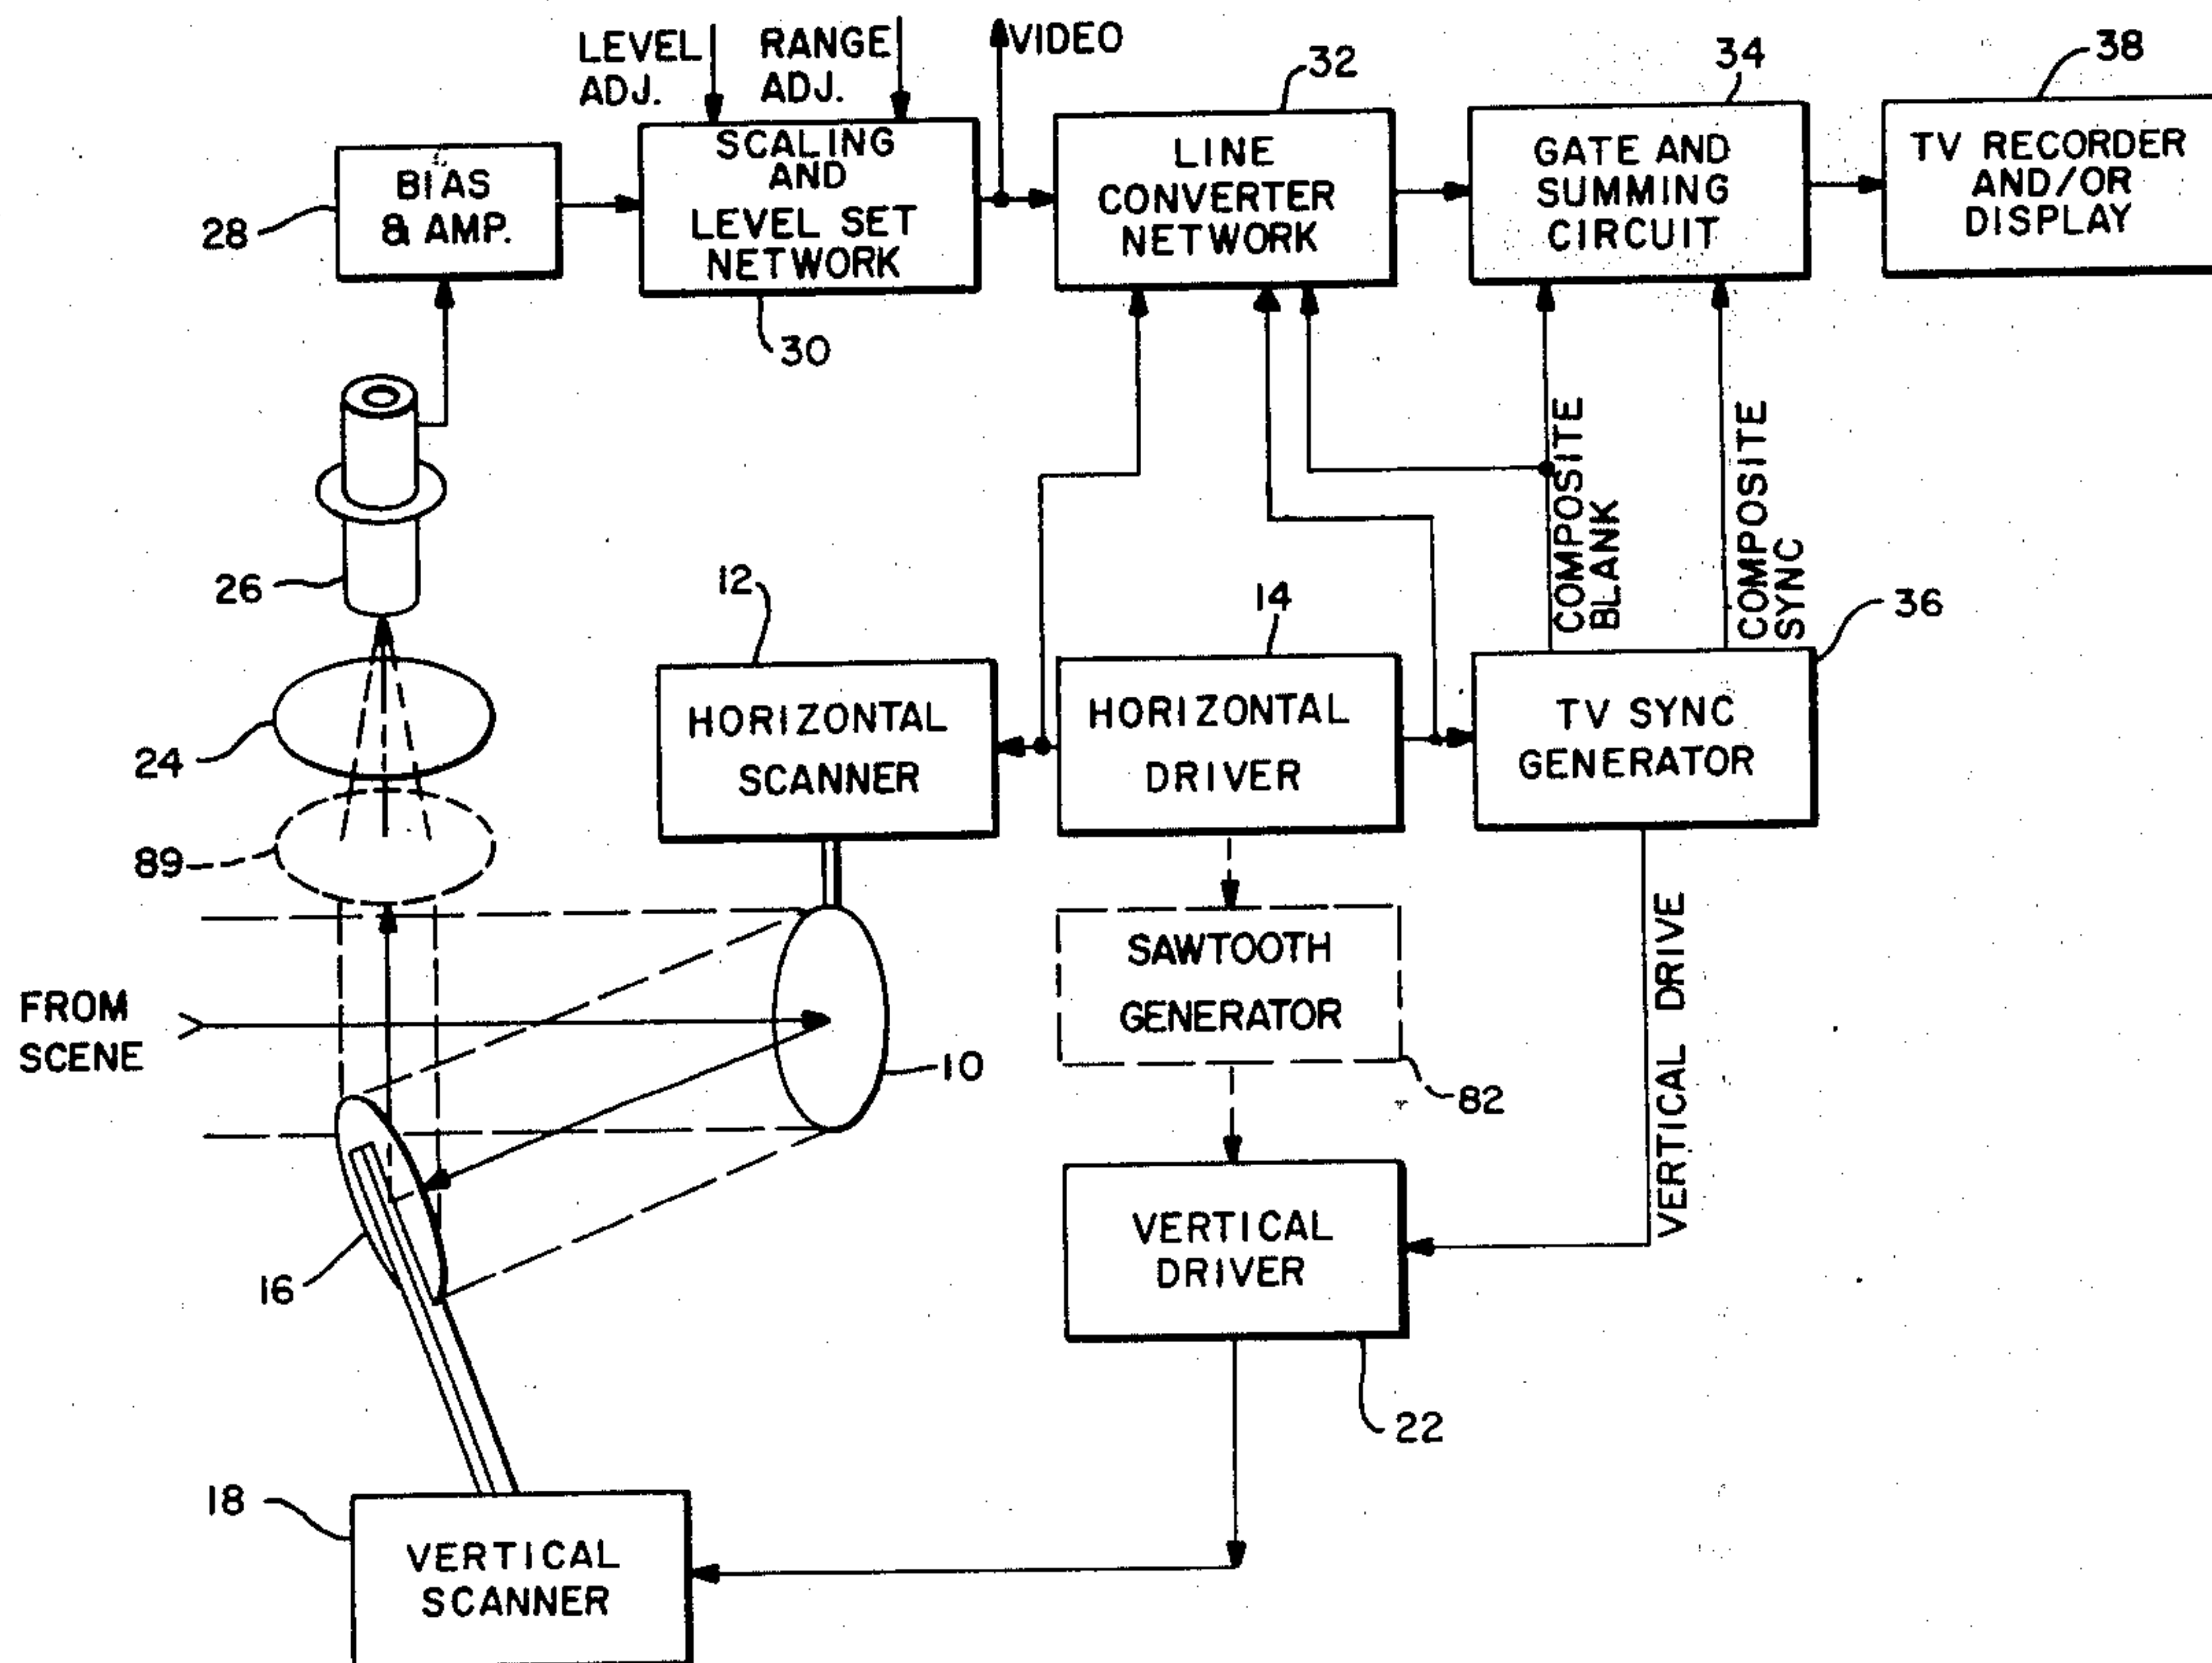 LEVEL
ADJ.
RANGE
ADJ.
VIDEO
32
34
38
BIAS
& AMP.
28
SCALING
AND
LEVEL SET
NETWORK
30
LINE
CONVERTER
NETWORK
GATE AND
SUMMING
CIRCUIT
TV RECORDER
AND/OR
DISPLAY
26
24
89
12
14
36
COMPOSITE
BLANK
COMPOSITE
SYNC
HORIZONTAL
SCANNER
HORIZONTAL
DRIVER
TV SYNC
GENERATOR
FROM
SCENE
10
SAWTOOTH
GENERATOR
82
VERTICAL DRIVE
16
VERTICAL
DRIVER
22
18
VERTICAL
SCANNER